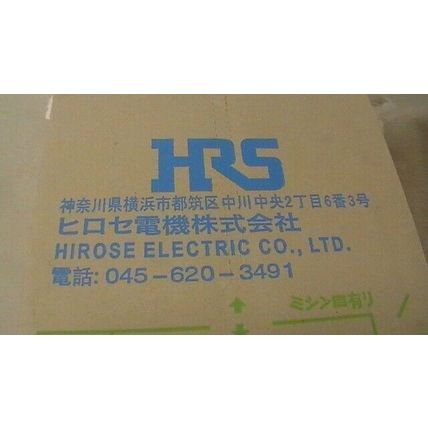 HRS
神奈川県横浜市都筑区中川中央2丁目6番3号
ヒロセ電機株式会社
HIROSE ELECTRIC CO., LTD.
電話: 045-620-3491
ミシン目有リ